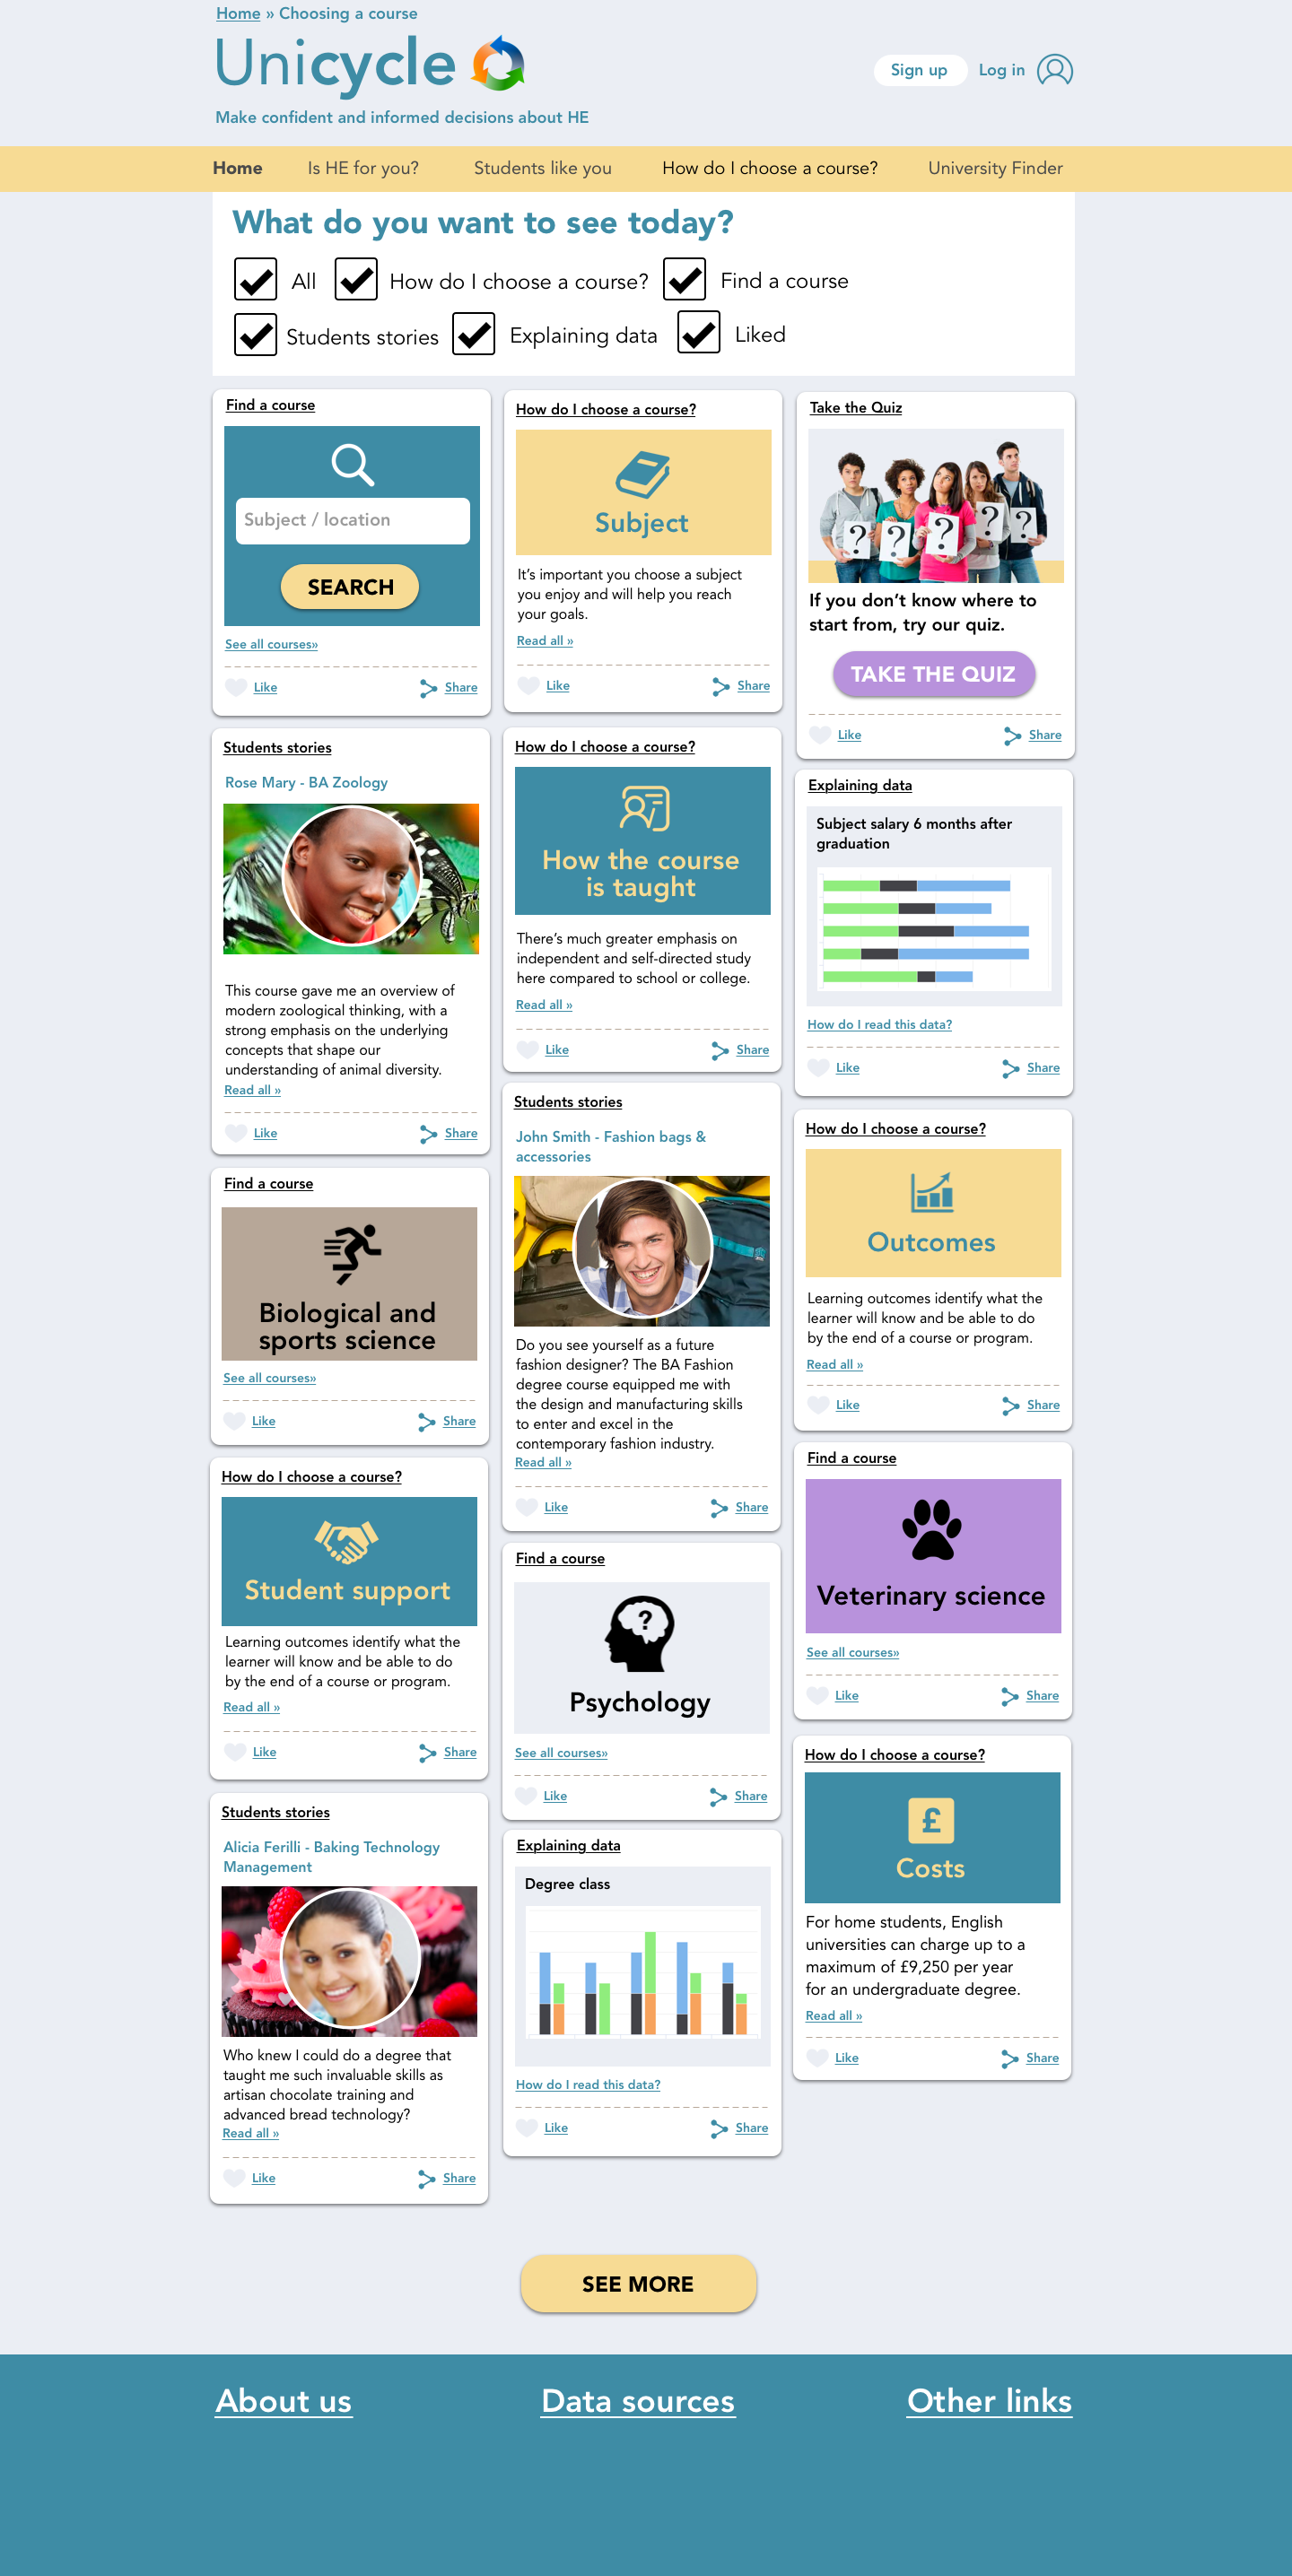 Home » Choosing a course
Unicycle
Sign up
Log in
Make confident and informed decisions about HE
Home
Is HE for you?
Students like you
How do I choose a course?
University Finder
What do you want to see today?
All
How do I choose a course?
Find a course
Students stories
Explaining data
Liked
Find a course
Subject / location
SEARCH
See all courses»
Like
Share
Students stories
Rose Mary - BA Zoology
This course gave me an overview of
modern zoological thinking, with a
strong emphasis on the underlying
concepts that shape our
understanding of animal diversity.
Read all »
Like
Share
Find a course
Biological and
sports science
See all courses»
Like
Share
How do I choose a course?
Student support
Learning outcomes identify what the
learner will know and be able to do
by the end of a course or program.
Read all »
Like
Share
Students stories
Alicia Ferilli - Baking Technology
Management
Who knew I could do a degree that
taught me such invaluable skills as
artisan chocolate training and
advanced bread technology?
Read all »
Like
Share
How do I choose a course?
Subject
It's important you choose a subject
you enjoy and will help you reach
your goals.
Read all »
Like
Share
How do I choose a course?
How the course
is taught
There's much greater emphasis on
independent and self-directed study
here compared to school or college.
Read all »
Like
Share
Students stories
John Smith - Fashion bags &
accessories
Do you see yourself as a future
fashion designer? The BA Fashion
degree course equipped me with
the design and manufacturing skills
to enter and excel in the
contemporary fashion industry.
Read all »
Like
Share
Find a course
?
Psychology
See all courses»
Like
Share
Explaining data
Degree class
How do I read this data?
Like
Share
Take the Quiz
? ? ? ? ?
If you don't know where to
start from, try our quiz.
TAKE THE QUIZ
Like
Share
Explaining data
Subject salary 6 months after
graduation
How do I read this data?
Like
Share
How do I choose a course?
Outcomes
Learning outcomes identify what the
learner will know and be able to do
by the end of a course or program.
Read all »
Like
Share
Find a course
Veterinary science
See all courses»
Like
Share
How do I choose a course?
£
Costs
For home students, English
universities can charge up to a
maximum of £9,250 per year
for an undergraduate degree.
Read all »
Like
Share
SEE MORE
About us
Data sources
Other links